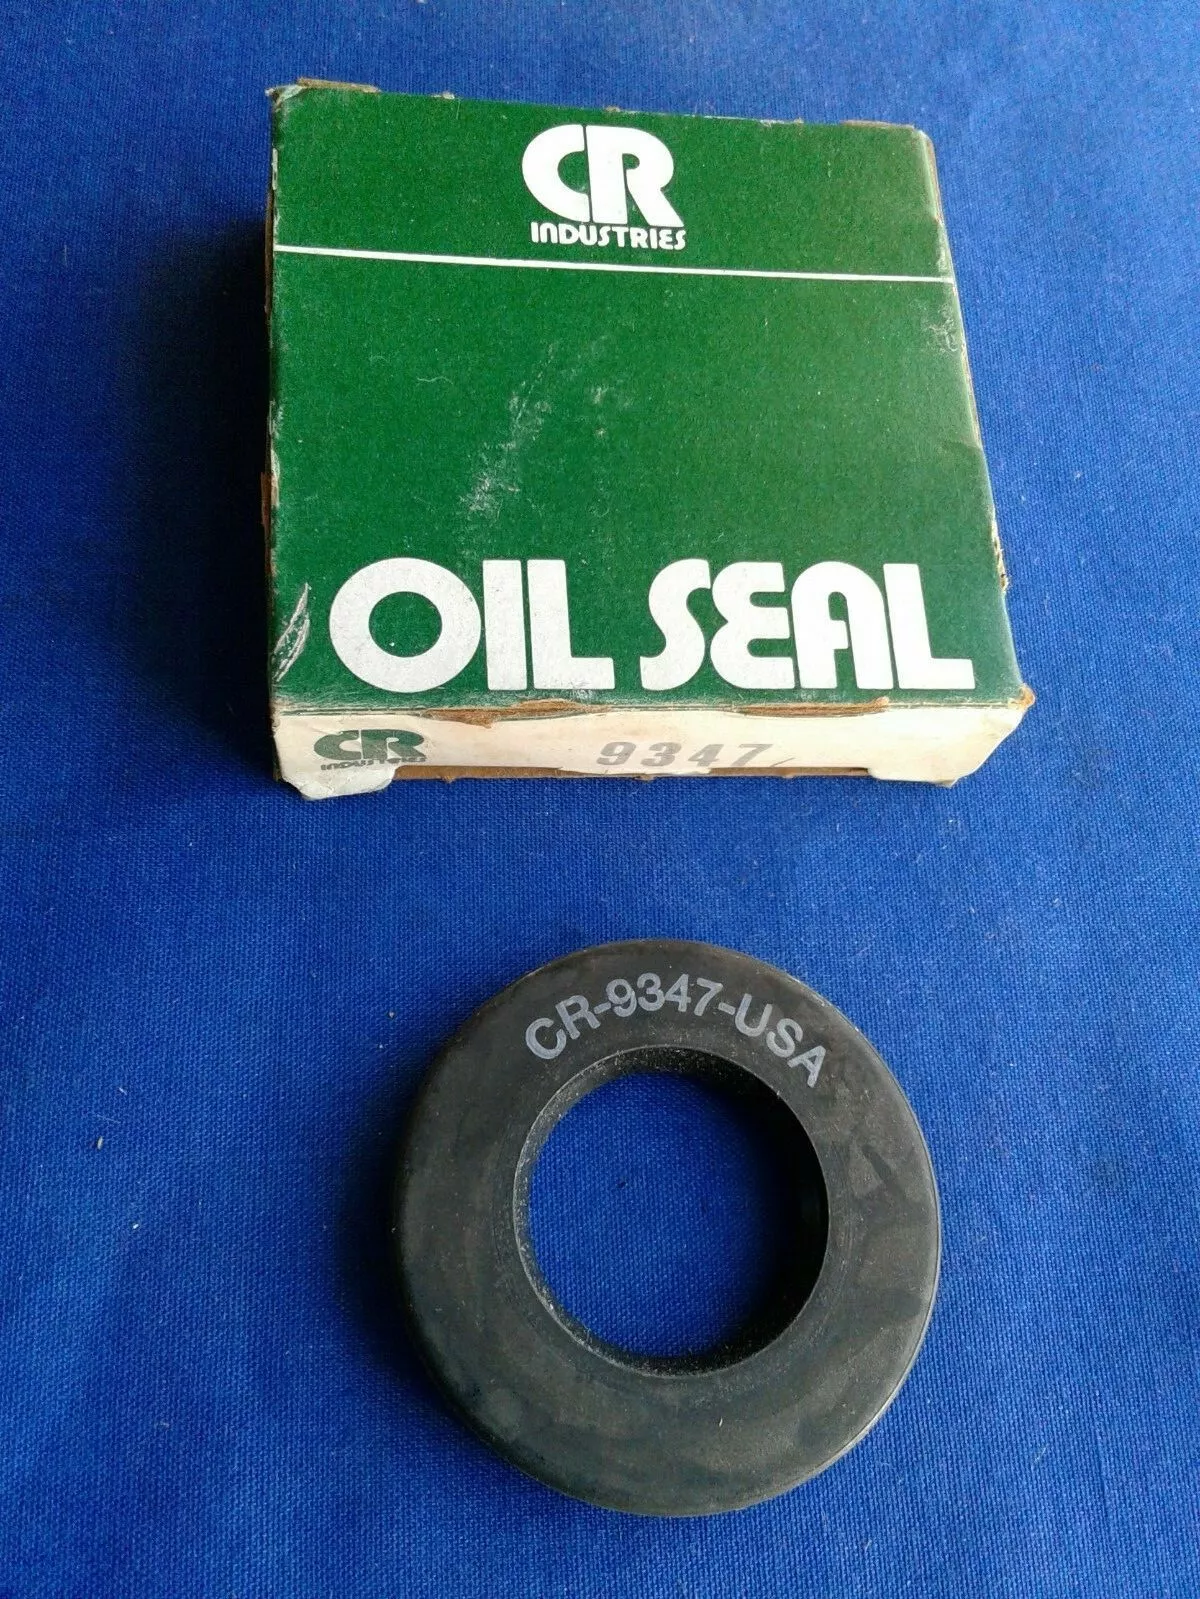 CR
INDUSTRIES
OIL SEAL
CR
INDUSTRIES
9347
CR-9347-USA